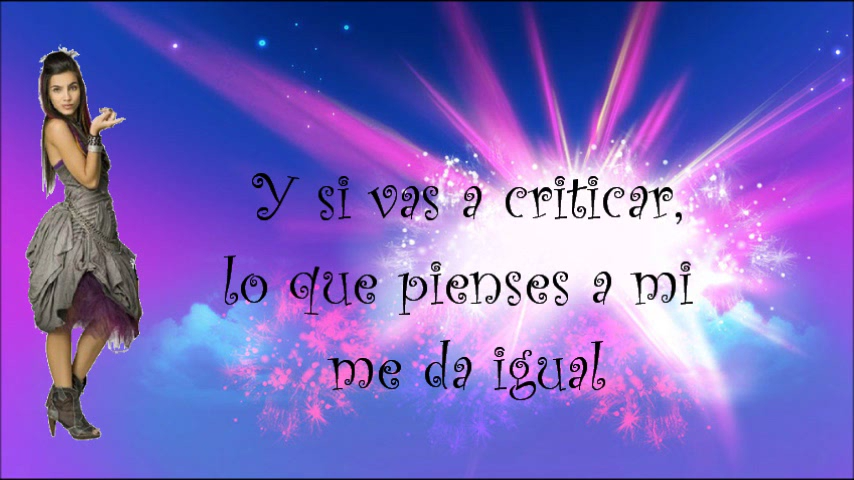 Y si vas a criticar,
lo que pienses a mi
me da igual